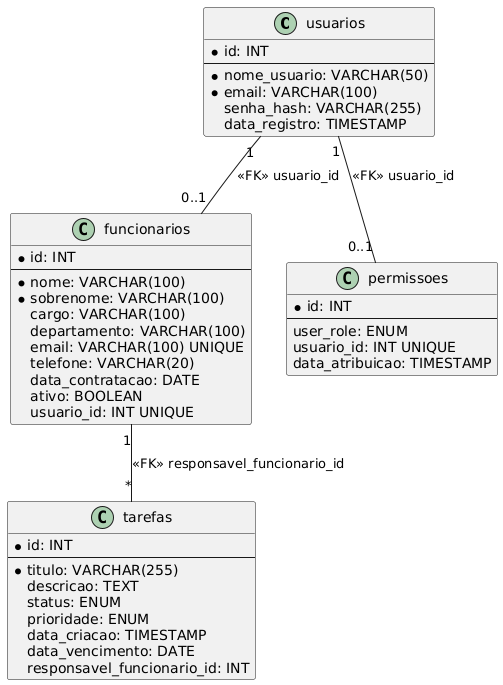 C usuarios
id: INT
nome_usuario: VARCHAR(50)
email: VARCHAR(100)
senha_hash: VARCHAR(255)
data_registro: TIMESTAMP
1
1
«FK» usuario_id
«FK» usuario_id
0..1
0..1
C funcionarios
id: INT
nome: VARCHAR(100)
sobrenome: VARCHAR(100)
cargo: VARCHAR(100)
departamento: VARCHAR(100)
email: VARCHAR(100) UNIQUE
telefone: VARCHAR(20)
data_contratacao: DATE
ativo: BOOLEAN
usuario_id: INT UNIQUE
C permissoes
id: INT
user_role: ENUM
usuario_id: INT UNIQUE
data_atribuicao: TIMESTAMP
1
«FK» responsavel_funcionario_id
*
C tarefas
id: INT
titulo: VARCHAR(255)
descricao: TEXT
status: ENUM
prioridade: ENUM
data_criacao: TIMESTAMP
data_vencimento: DATE
responsavel_funcionario_id: INT